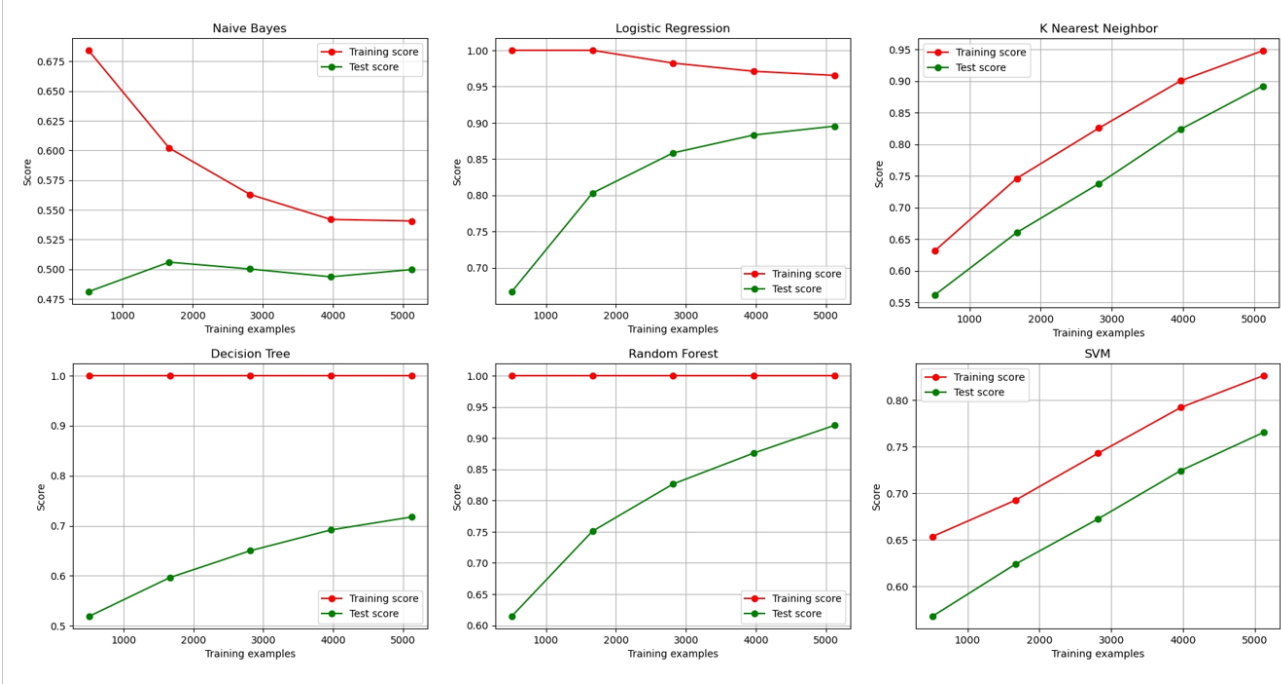 Naive Bayes
Score
0.675
0.650
0.625
0.600
0.575
0.550
0.525
0.500
0.475
Training score
Test score
1000 2000 3000 4000 5000
Training examples
Logistic Regression
Score
1.00
0.95
0.90
0.85
0.80
0.75
0.70
Training score
Test score
1000 2000 3000 4000 5000
Training examples
K Nearest Neighbor
Score
0.95
0.90
0.85
0.80
0.75
0.70
0.65
0.60
0.55
Training score
Test score
1000 2000 3000 4000 5000
Training examples
Decision Tree
Score
1.0
0.9
0.8
0.7
0.6
0.5
Training score
Test score
1000 2000 3000 4000 5000
Training examples
Random Forest
Score
1.00
0.95
0.90
0.85
0.80
0.75
0.70
0.65
0.60
Training score
Test score
1000 2000 3000 4000 5000
Training examples
SVM
Score
0.80
0.75
0.70
0.65
0.60
Training score
Test score
1000 2000 3000 4000 5000
Training examples